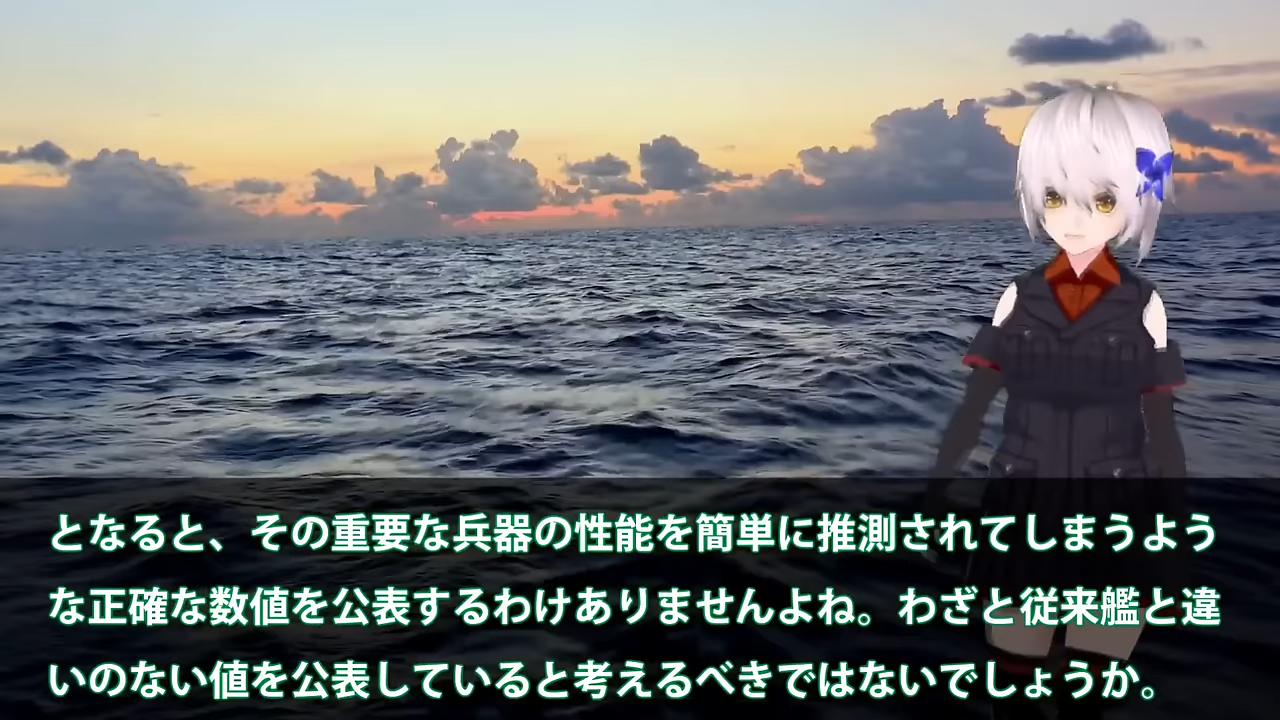 となると、その重要な兵器の性能を簡単に推測されてしまうよう
な正確な数値を公表するわけありませんよね。わざと従来艦と違
いのない値を公表していると考えるべきではないでしょうか。